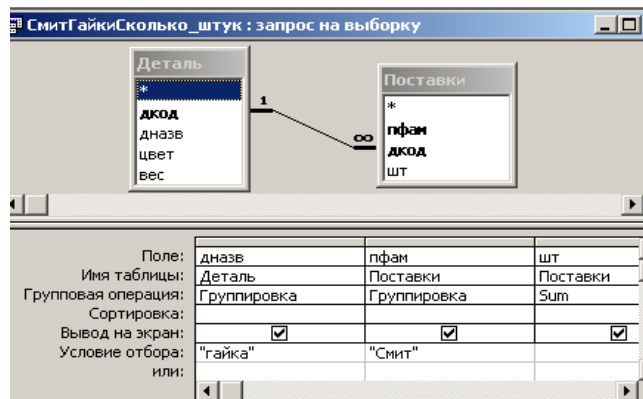 СмитГайкиСколько_штук : запрос на выборку
Деталь
*
дкод
дназв
цвет
вес
1
∞
Поставки
*
пфам
дкод
шт
Поле: дназв пфам шт
Имя таблицы: Деталь Поставки Поставки
Групповая операция: Группировка Группировка Sum
Сортировка:
Вывод на экран:
Условие отбора: "гайка" "Смит"
или: